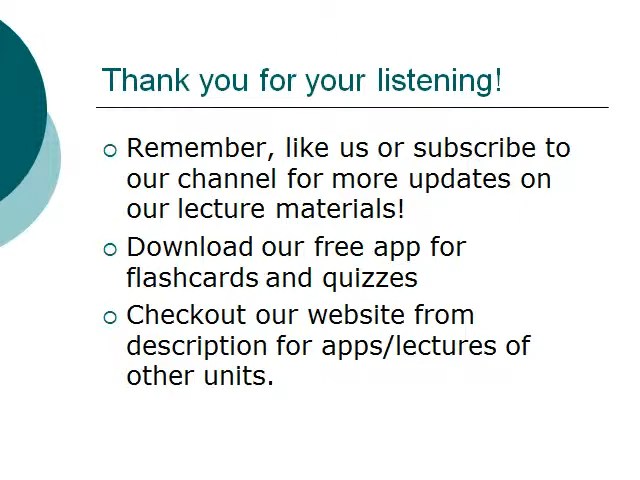 Thank you for your listening!
Remember, like us or subscribe to
our channel for more updates on
our lecture materials!
Download our free app for
flashcards and quizzes
Checkout our website from
description for apps/lectures of
other units.